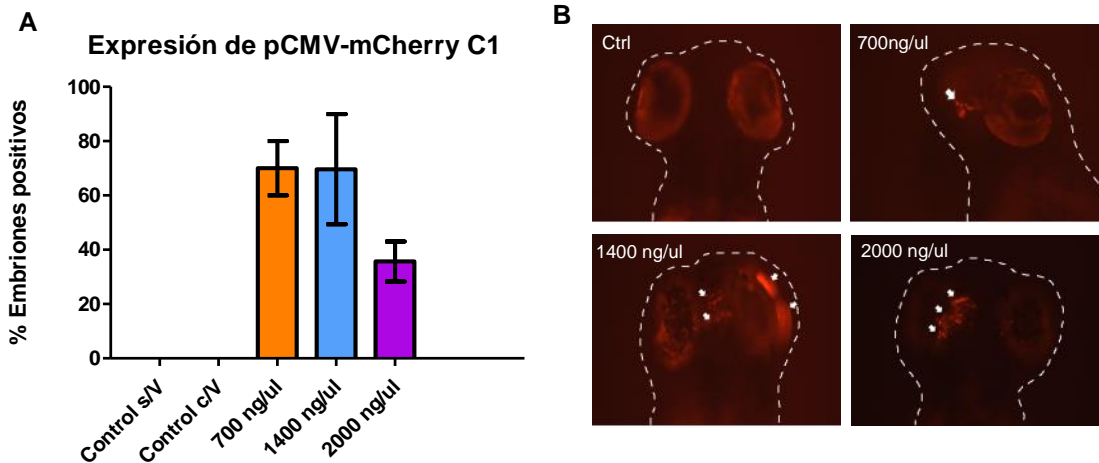 A
Expresión de pCMV-mCherry C1
% Embriones positivos
100
80
60
40
20
0
Control s/V
Control c/V
700 ng/ul
1400 ng/ul
2000 ng/ul
B
Ctrl
700ng/ul
1400 ng/ul
2000 ng/ul